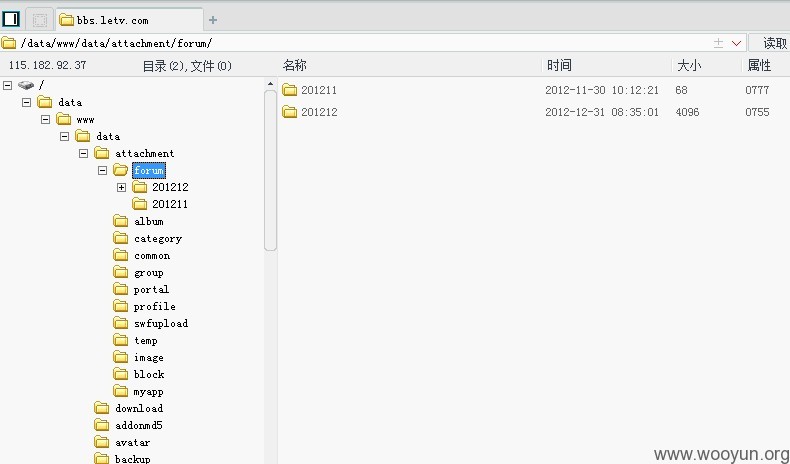 bbs.letv.com
/data/www/data/attachment/forum/
读取
115.182.92.37 目录(2),文件(0)
名称 时间 大小 属性
/
data
www
data
attachment
forum
201212
201211
album
category
common
group
portal
profile
swfupload
temp
image
block
myapp
download
addonmd5
avatar
backup
201211 2012-11-30 10:12:21 68 0777
201212 2012-12-31 08:35:01 4096 0755
www.wooyun.org